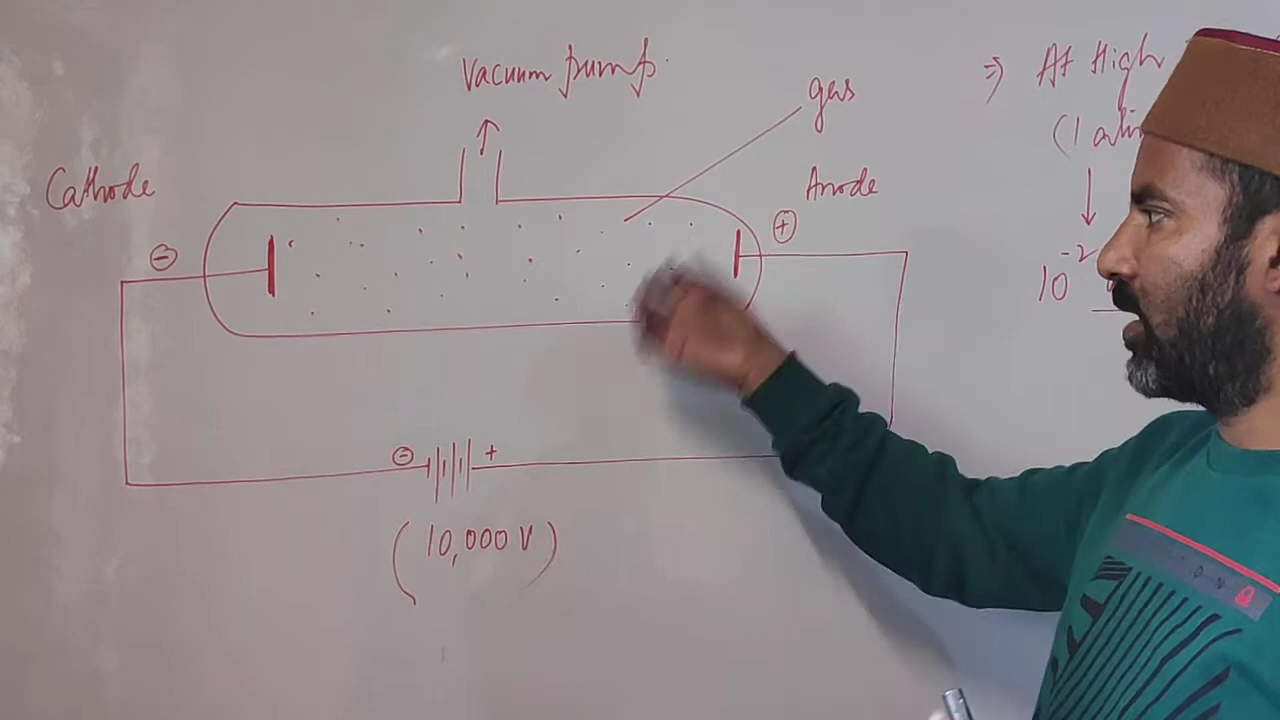 Vacuum pump.
gas
⇒ At High
(1 atm
Cathode
Anode
⊖
⊕
10⁻²
⊖
+
(10,000 V)